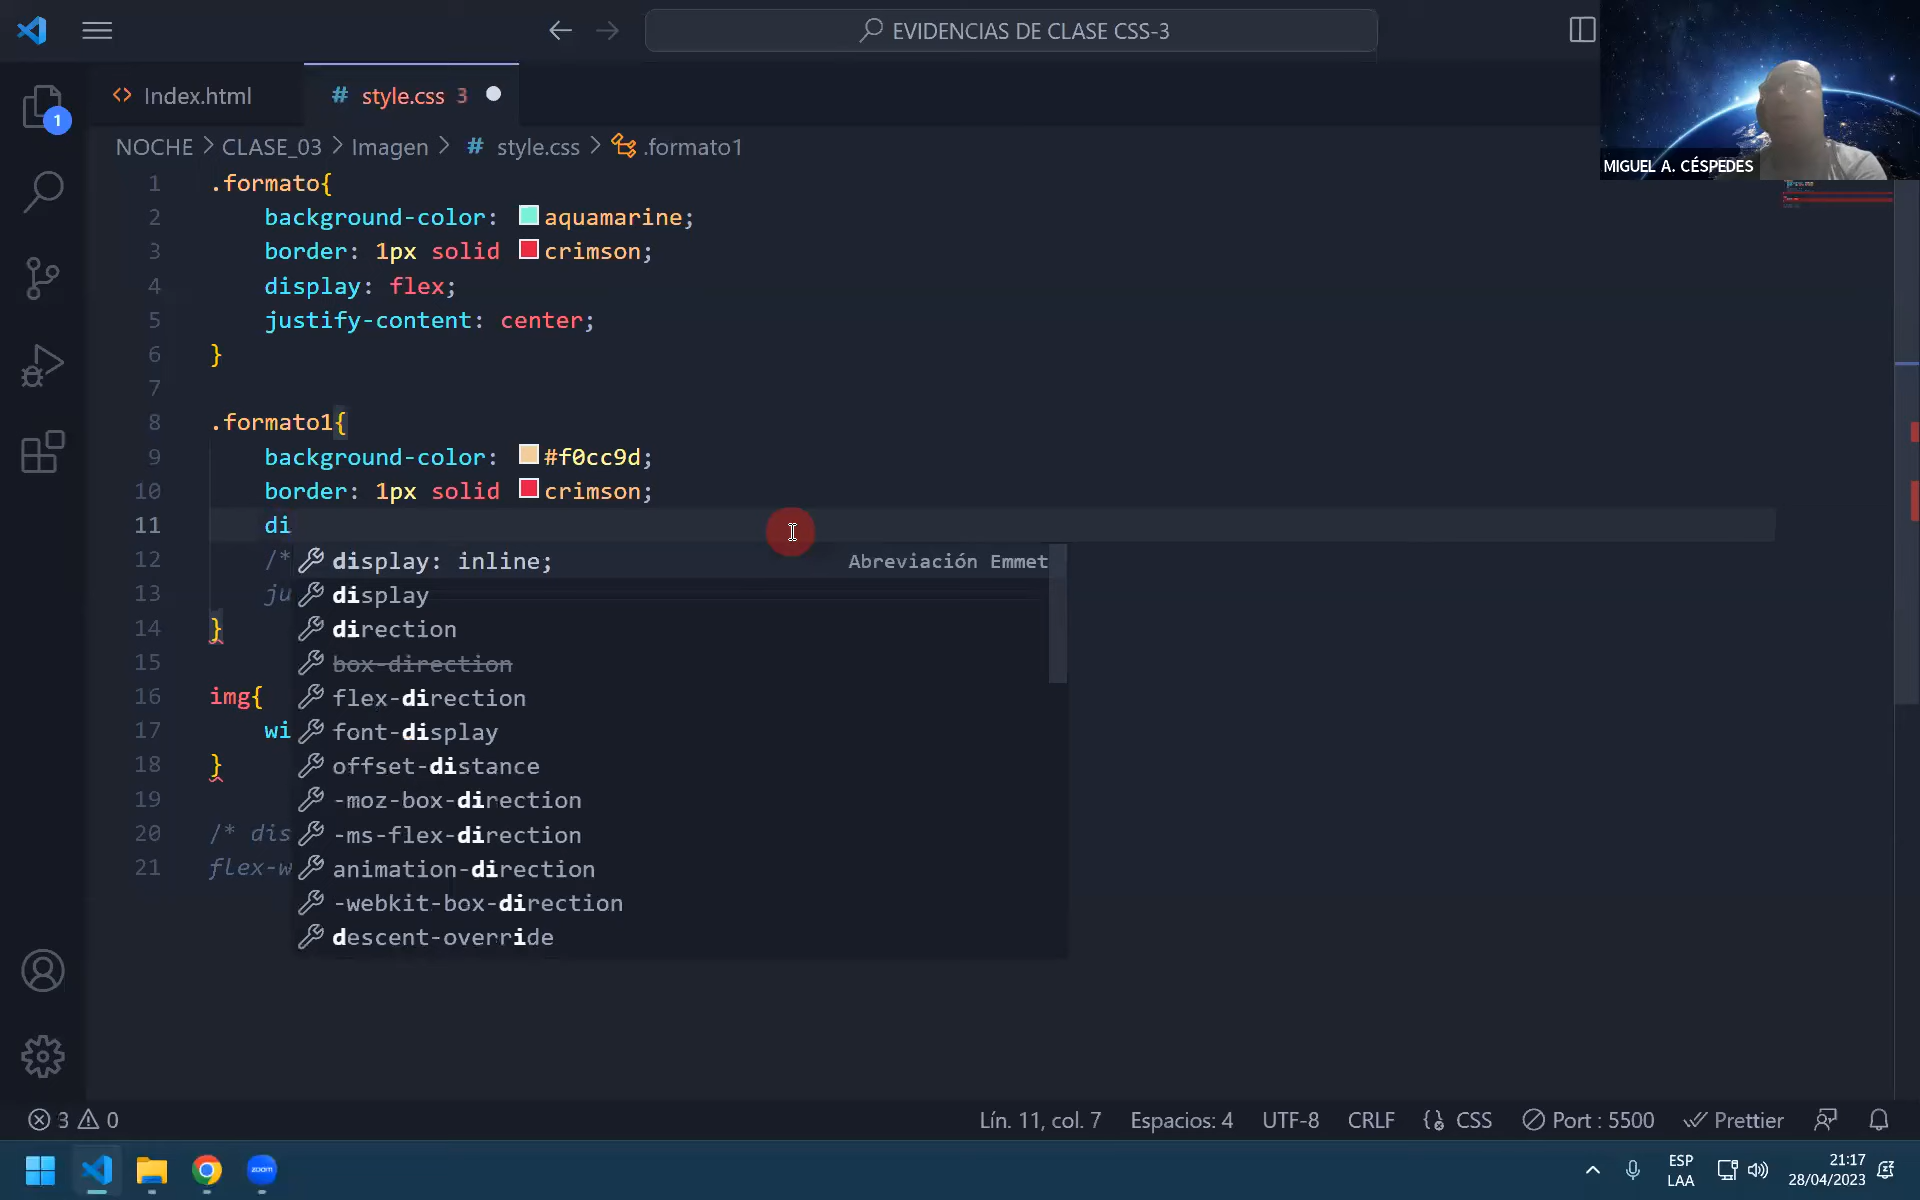 EVIDENCIAS DE CLASE CSS-3
Index.html
# style.css 3
1
NOCHE > CLASE_03 > Imagen > # style.css > .formato1
MIGUEL A. CÉSPEDES
1 .formato{
2 background-color: aquamarine;
3 border: 1px solid crimson;
4 display: flex;
5 justify-content: center;
6 }
7
8 .formato1{
9 background-color: #f0cc9d;
10 border: 1px solid crimson;
11 di
12 /*
13 ju
14 }
15
16 img{
17 wi
18 }
19
20 /* dis
21 flex-w
display: inline; Abreviación Emmet
display
direction
box-direction
flex-direction
font-display
offset-distance
-moz-box-direction
-ms-flex-direction
animation-direction
-webkit-box-direction
descent-override
3 0 Lín. 11, col. 7 Espacios: 4 UTF-8 CRLF {} CSS Port : 5500 Prettier
zoom
ESP
LAA
21:17
28/04/2023